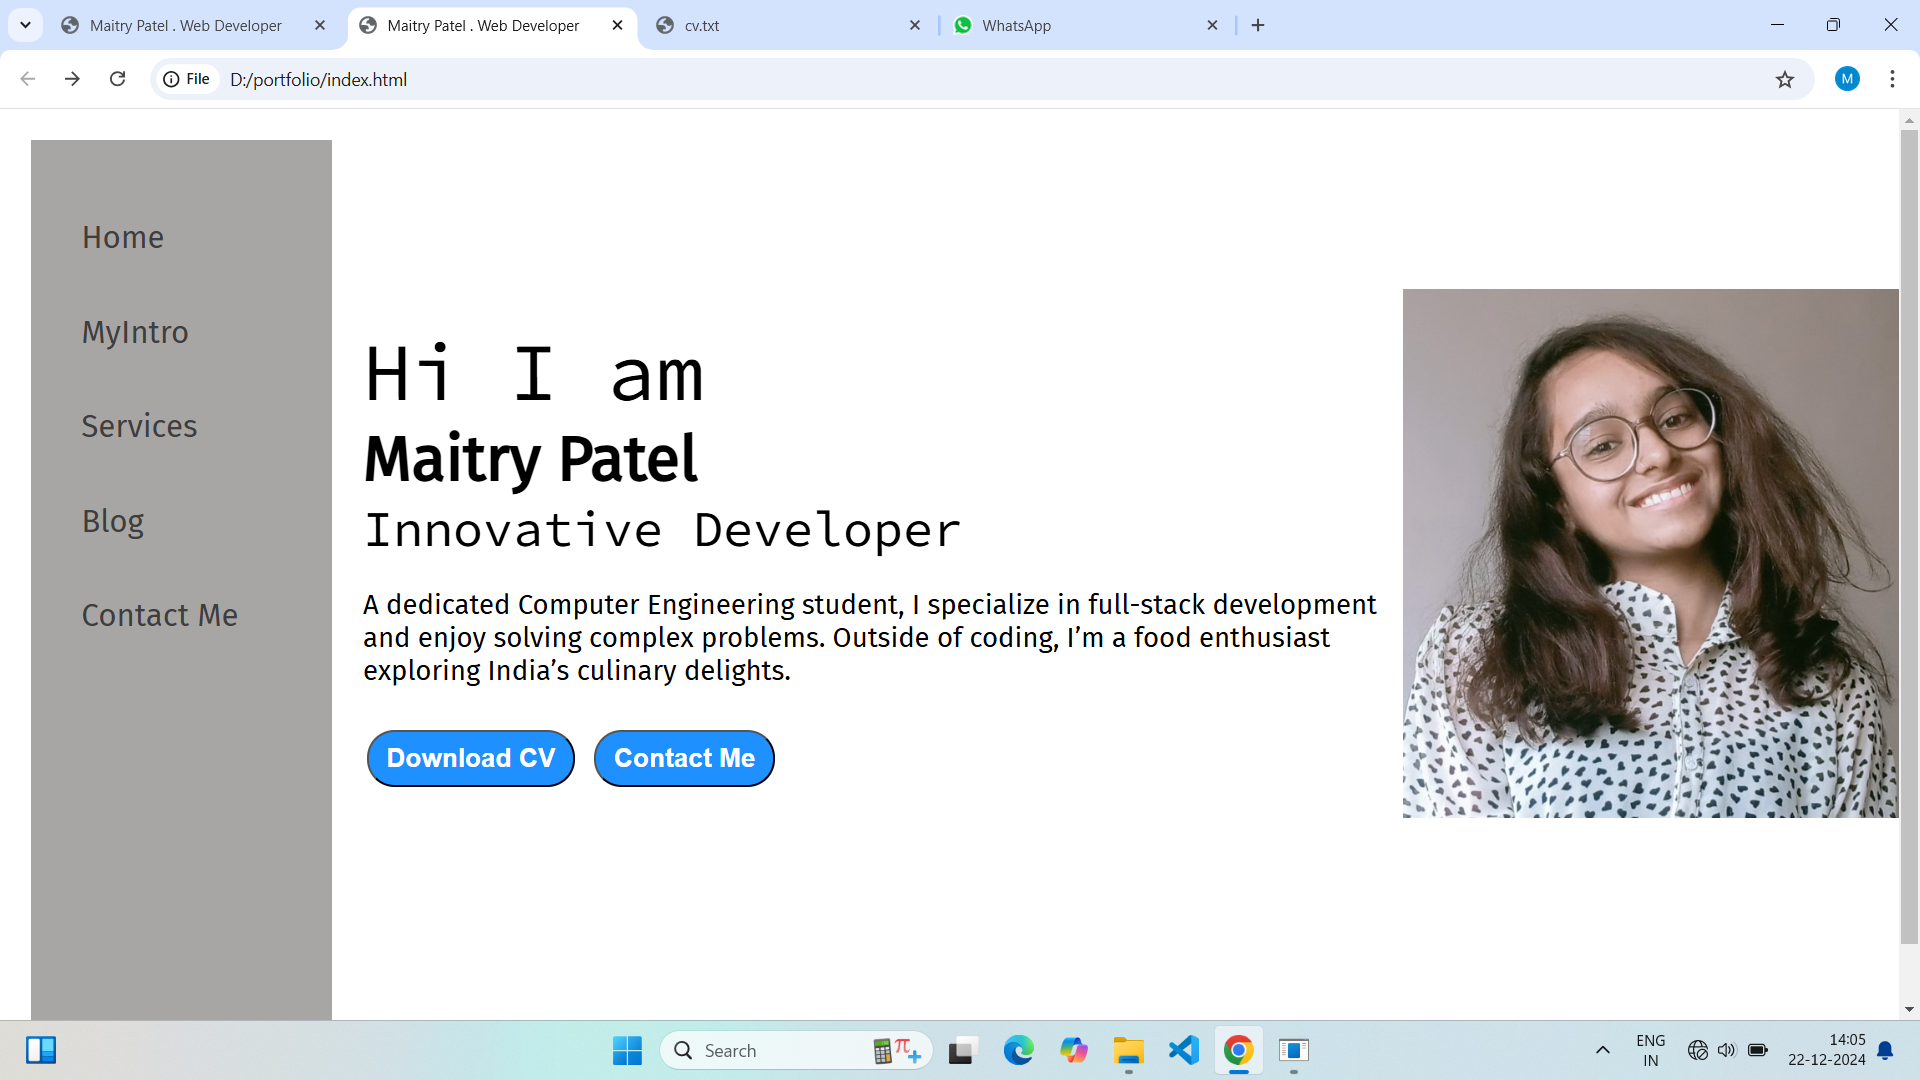 Maitry Patel . Web Developer
Maitry Patel . Web Developer
cv.txt
WhatsApp
File
D:/portfolio/index.html
M
Home
MyIntro
Services
Blog
Contact Me
Hi I am
Maitry Patel
Innovative Developer
A dedicated Computer Engineering student, I specialize in full-stack development
and enjoy solving complex problems. Outside of coding, I’m a food enthusiast
exploring India’s culinary delights.
Download CV
Contact Me
Search
ENG
IN
14:05
22-12-2024